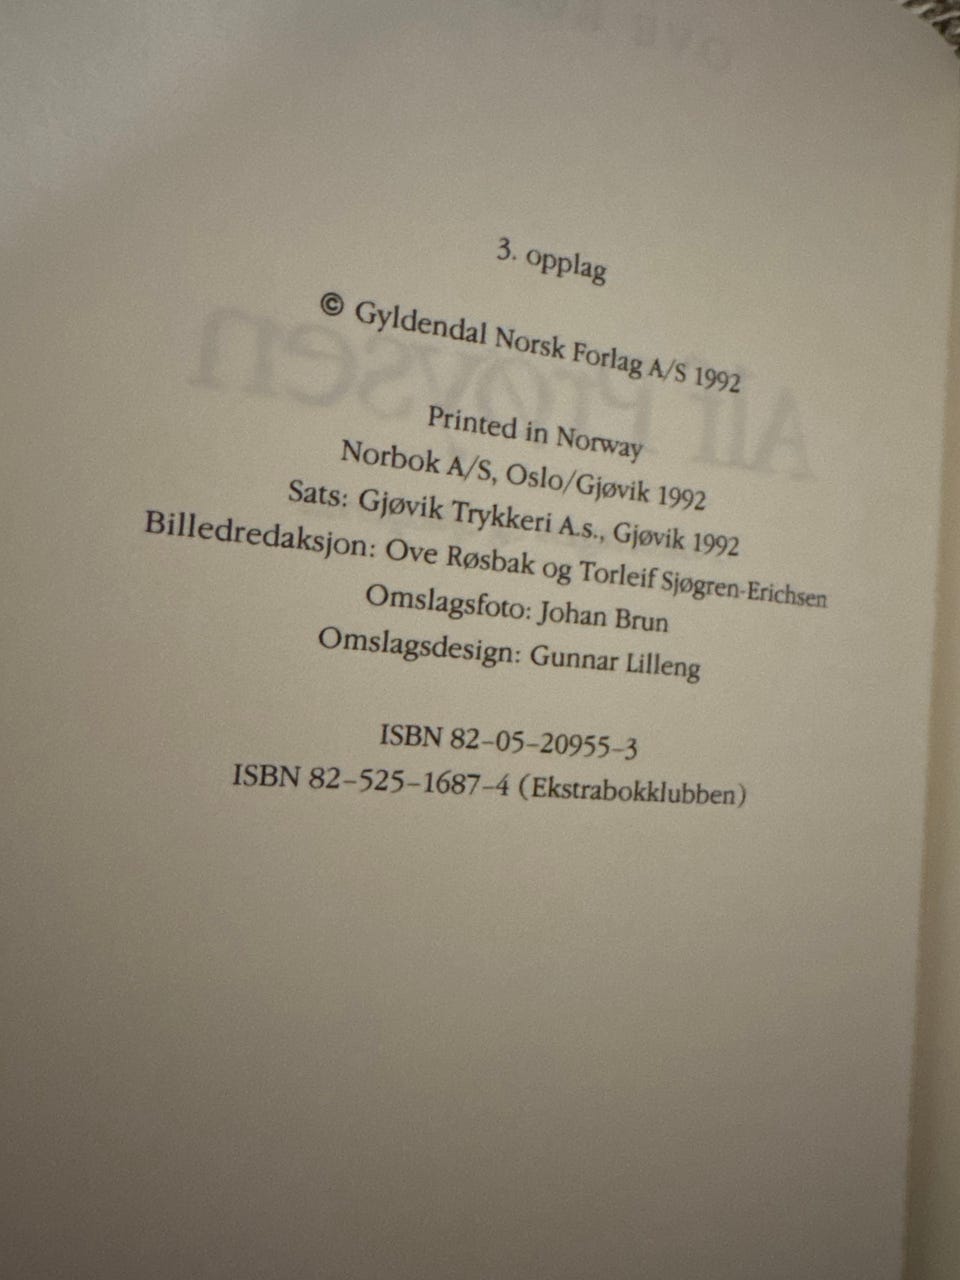 3. opplag
© Gyldendal Norsk Forlag A/S 1992
Printed in Norway
Norbok A/S, Oslo/Gjøvik 1992
Sats: Gjøvik Trykkeri A.s., Gjøvik 1992
Billedredaksjon: Ove Røsbak og Torleif Sjøgren-Erichsen
Omslagsfoto: Johan Brun
Omslagsdesign: Gunnar Lilleng
ISBN 82-05-20955-3
ISBN 82-525-1687-4 (Ekstrabokklubben)
Alf Prøysen